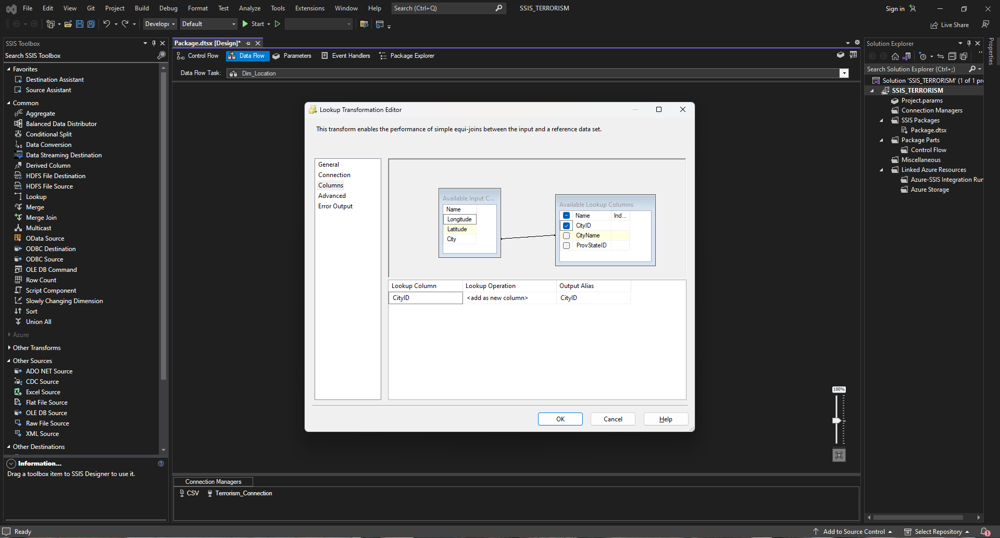 File Edit View Git Project Build Debug Format Test Analyze Tools Extensions Window Help Search (Ctrl+Q) SSIS_TERRORISM Sign in
Developı Default Start Live Share
SSIS Toolbox
Search SSIS Toolbox
Favorites
Destination Assistant
Source Assistant
Common
Aggregate
Balanced Data Distributor
Conditional Split
Data Conversion
Data Streaming Destination
Derived Column
HDFS File Destination
HDFS File Source
Lookup
Merge
Merge Join
Multicast
OData Source
ODBC Destination
ODBC Source
OLE DB Command
Row Count
Script Component
Slowly Changing Dimension
Sort
Union All
Azure
Other Transforms
Other Sources
ADO NET Source
CDC Source
Excel Source
Flat File Source
OLE DB Source
Raw File Source
XML Source
Other Destinations
Information...
Drag a toolbox item to SSIS Designer to use it.
Package.dtsx [Design]*
Control Flow Data Flow Parameters Event Handlers Package Explorer
Data Flow Task: Dim_Location
Lookup Transformation Editor
This transform enables the performance of simple equi-joins between the input and a reference data set.
General
Connection
Columns
Advanced
Error Output
Available Input C...
Name
Longitude
Latitude
City
Available Lookup Columns
Name Ind...
CityID
CityName
ProvStateID
Lookup Column Lookup Operation Output Alias
CityID <add as new column> CityID
OK Cancel Help
100%
Connection Managers
CSV Terrorism_Connection
Solution Explorer
Search Solution Explorer (Ctrl+;)
Solution 'SSIS_TERRORISM' (1 of 1 pr
SSIS_TERRORISM
Project.params
Connection Managers
SSIS Packages
Package.dtsx
Package Parts
Control Flow
Miscellaneous
Linked Azure Resources
Azure-SSIS Integration Run
Azure Storage
Properties
Ready Add to Source Control Select Repository 1